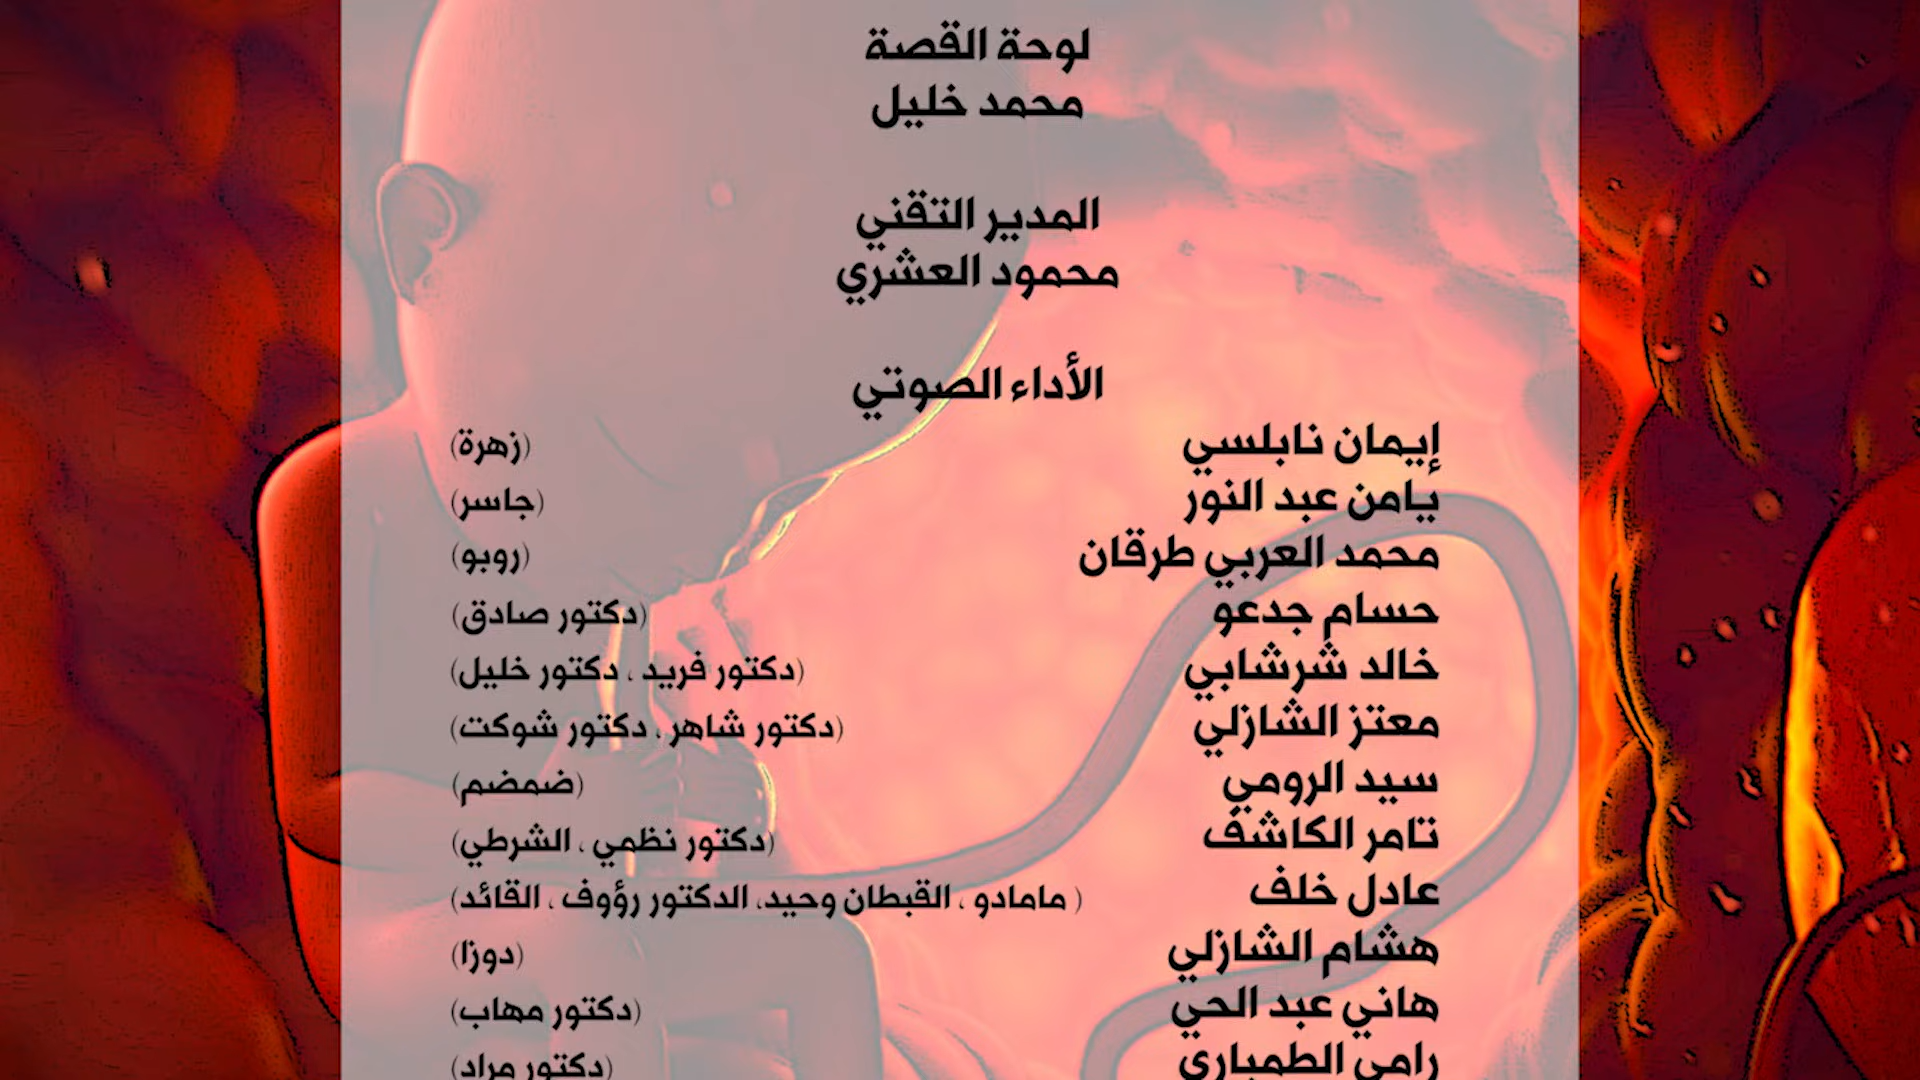 لوحة القصة
محمد خليل
المدير التقني
محمود العشري
الأداء الصوتي
إيمان نابلسي (زهرة)
يامن عبد النور (جاسر)
محمد العربي طرقان (روبو)
حسام جدعو (دكتور صادق)
خالد شرشابي (دكتور فريد ، دكتور خليل)
معتز الشازلي (دكتور شاهر ، دكتور شوكت)
سيد الرومي (ضمضم)
تامر الكاشف (دكتور نظمي ، الشرطي)
عادل خلف ( مامادو ، القبطان وحيد، الدكتور رؤوف ، القائد)
هشام الشازلي (دوزا)
هاني عبد الحي (دكتور مهاب)
رامي الطمباري (دكتور مراد)